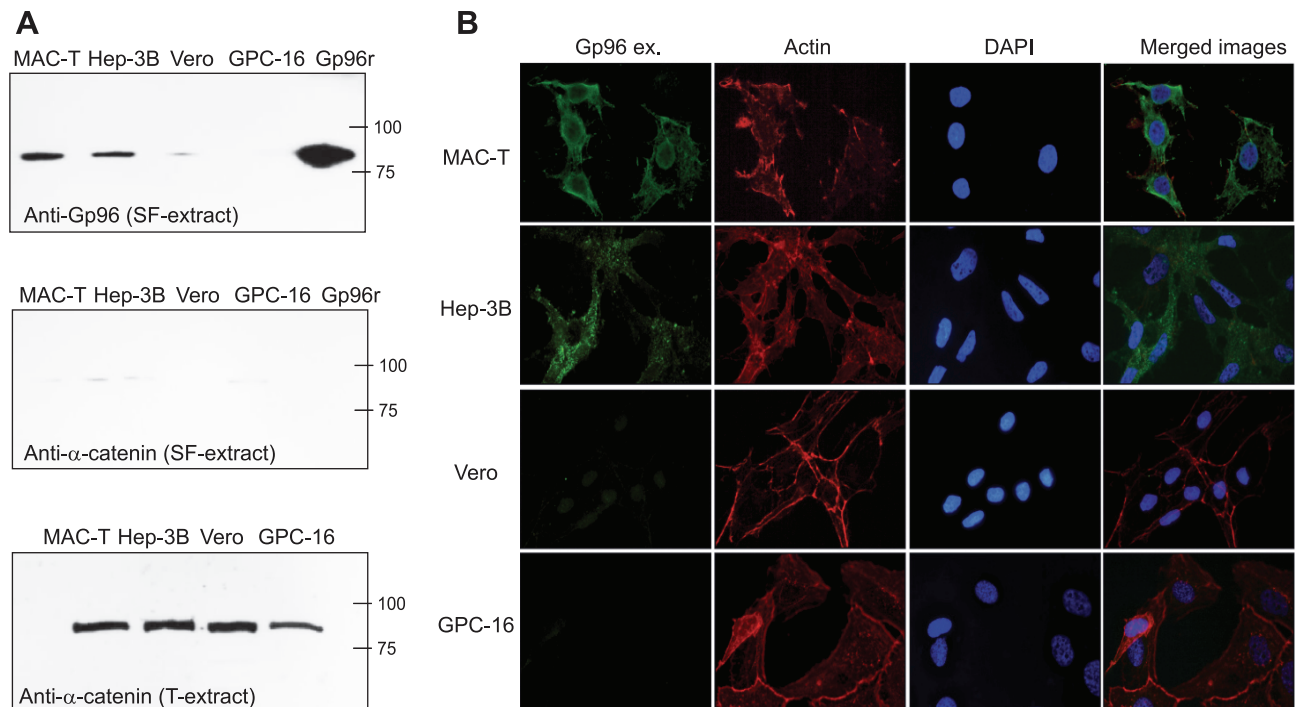 A
MAC-T Hep-3B Vero GPC-16 Gp96r
100
75
Anti-Gp96 (SF-extract)
MAC-T Hep-3B Vero GPC-16 Gp96r
100
75
Anti-α-catenin (SF-extract)
MAC-T Hep-3B Vero GPC-16
100
75
Anti-α-catenin (T-extract)
B
Gp96 ex. Actin DAPI Merged images
MAC-T
Hep-3B
Vero
GPC-16